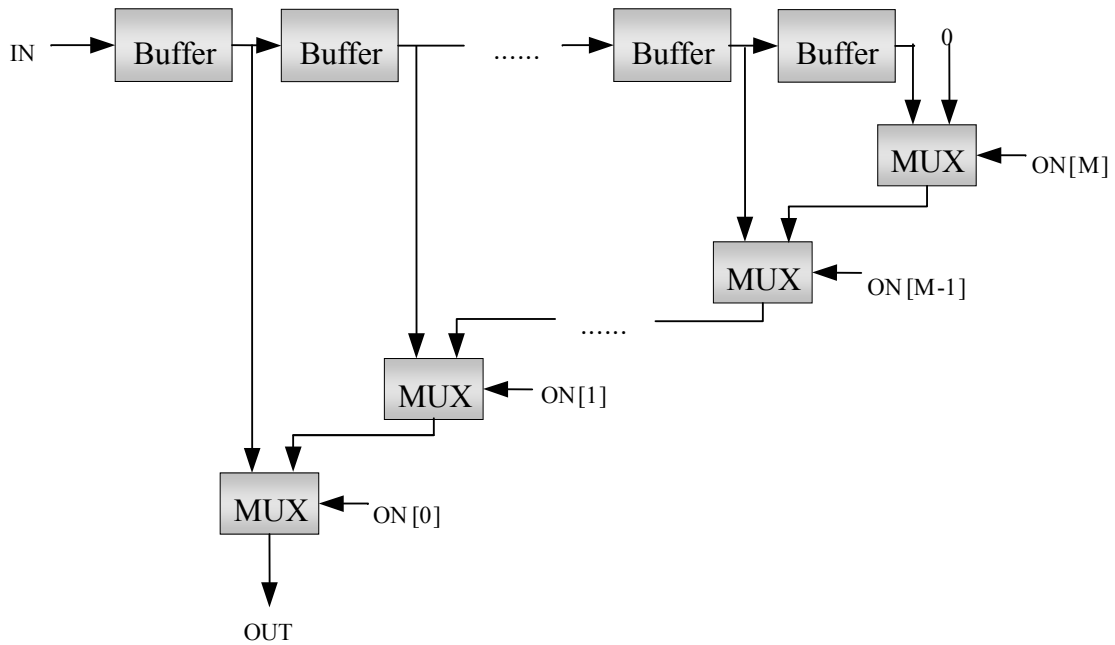 IN
Buffer
Buffer
......
Buffer
Buffer
0
MUX
ON[M]
MUX
ON[M-1]
......
MUX
ON[1]
MUX
ON[0]
OUT